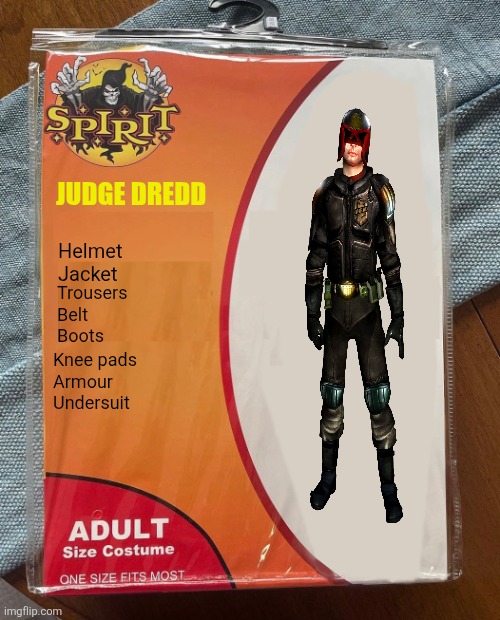 SPIRIT
JUDGE DREDD
Helmet
Jacket
Trousers
Belt
Boots
Knee pads
Armour
Undersuit
ADULT
Size Costume
ONE SIZE FITS MOST
imgflip.com